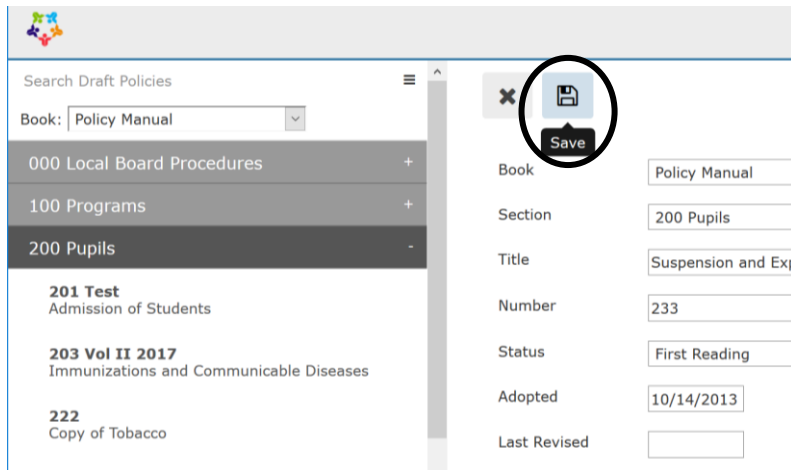 Search Draft Policies
Book: Policy Manual
000 Local Board Procedures +
100 Programs +
200 Pupils -
201 Test
Admission of Students
203 Vol II 2017
Immunizations and Communicable Diseases
222
Copy of Tobacco
Save
Book Policy Manual
Section 200 Pupils
Title Suspension and Exp
Number 233
Status First Reading
Adopted 10/14/2013
Last Revised